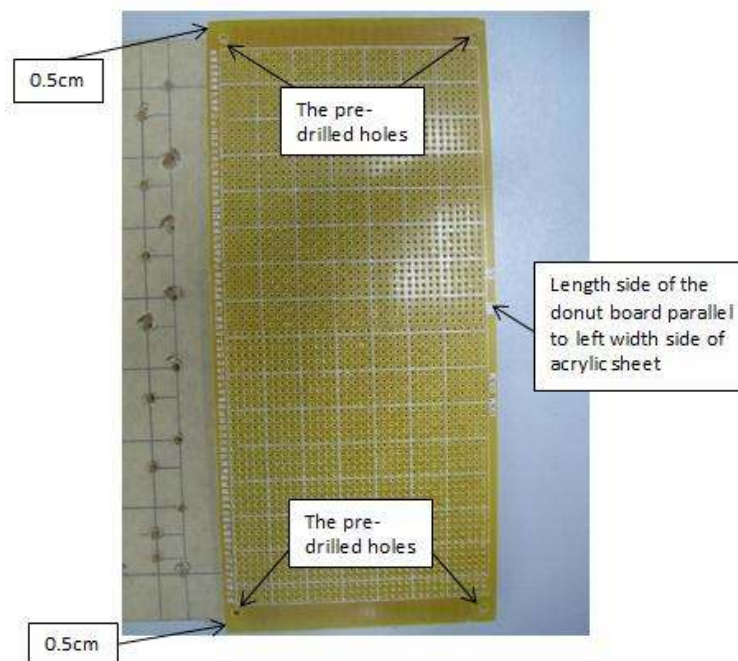 0.5cm
The pre-
drilled holes
Length side of the
donut board parallel
to left width side of
acrylic sheet
The pre-
drilled holes
0.5cm